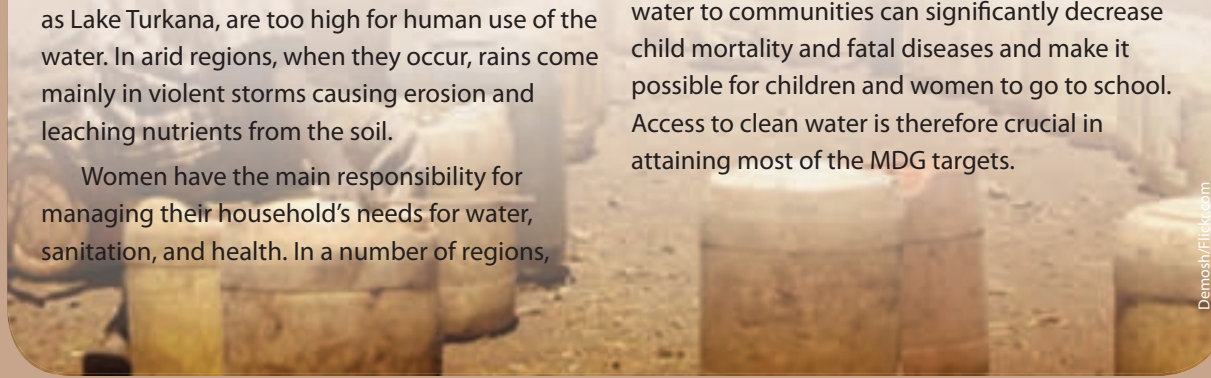 as Lake Turkana, are too high for human use of the
water. In arid regions, when they occur, rains come
mainly in violent storms causing erosion and
leaching nutrients from the soil.
Women have the main responsibility for
managing their household’s needs for water,
sanitation, and health. In a number of regions,
water to communities can significantly decrease
child mortality and fatal diseases and make it
possible for children and women to go to school.
Access to clean water is therefore crucial in
attaining most of the MDG targets.
Demosh/Flickr.com